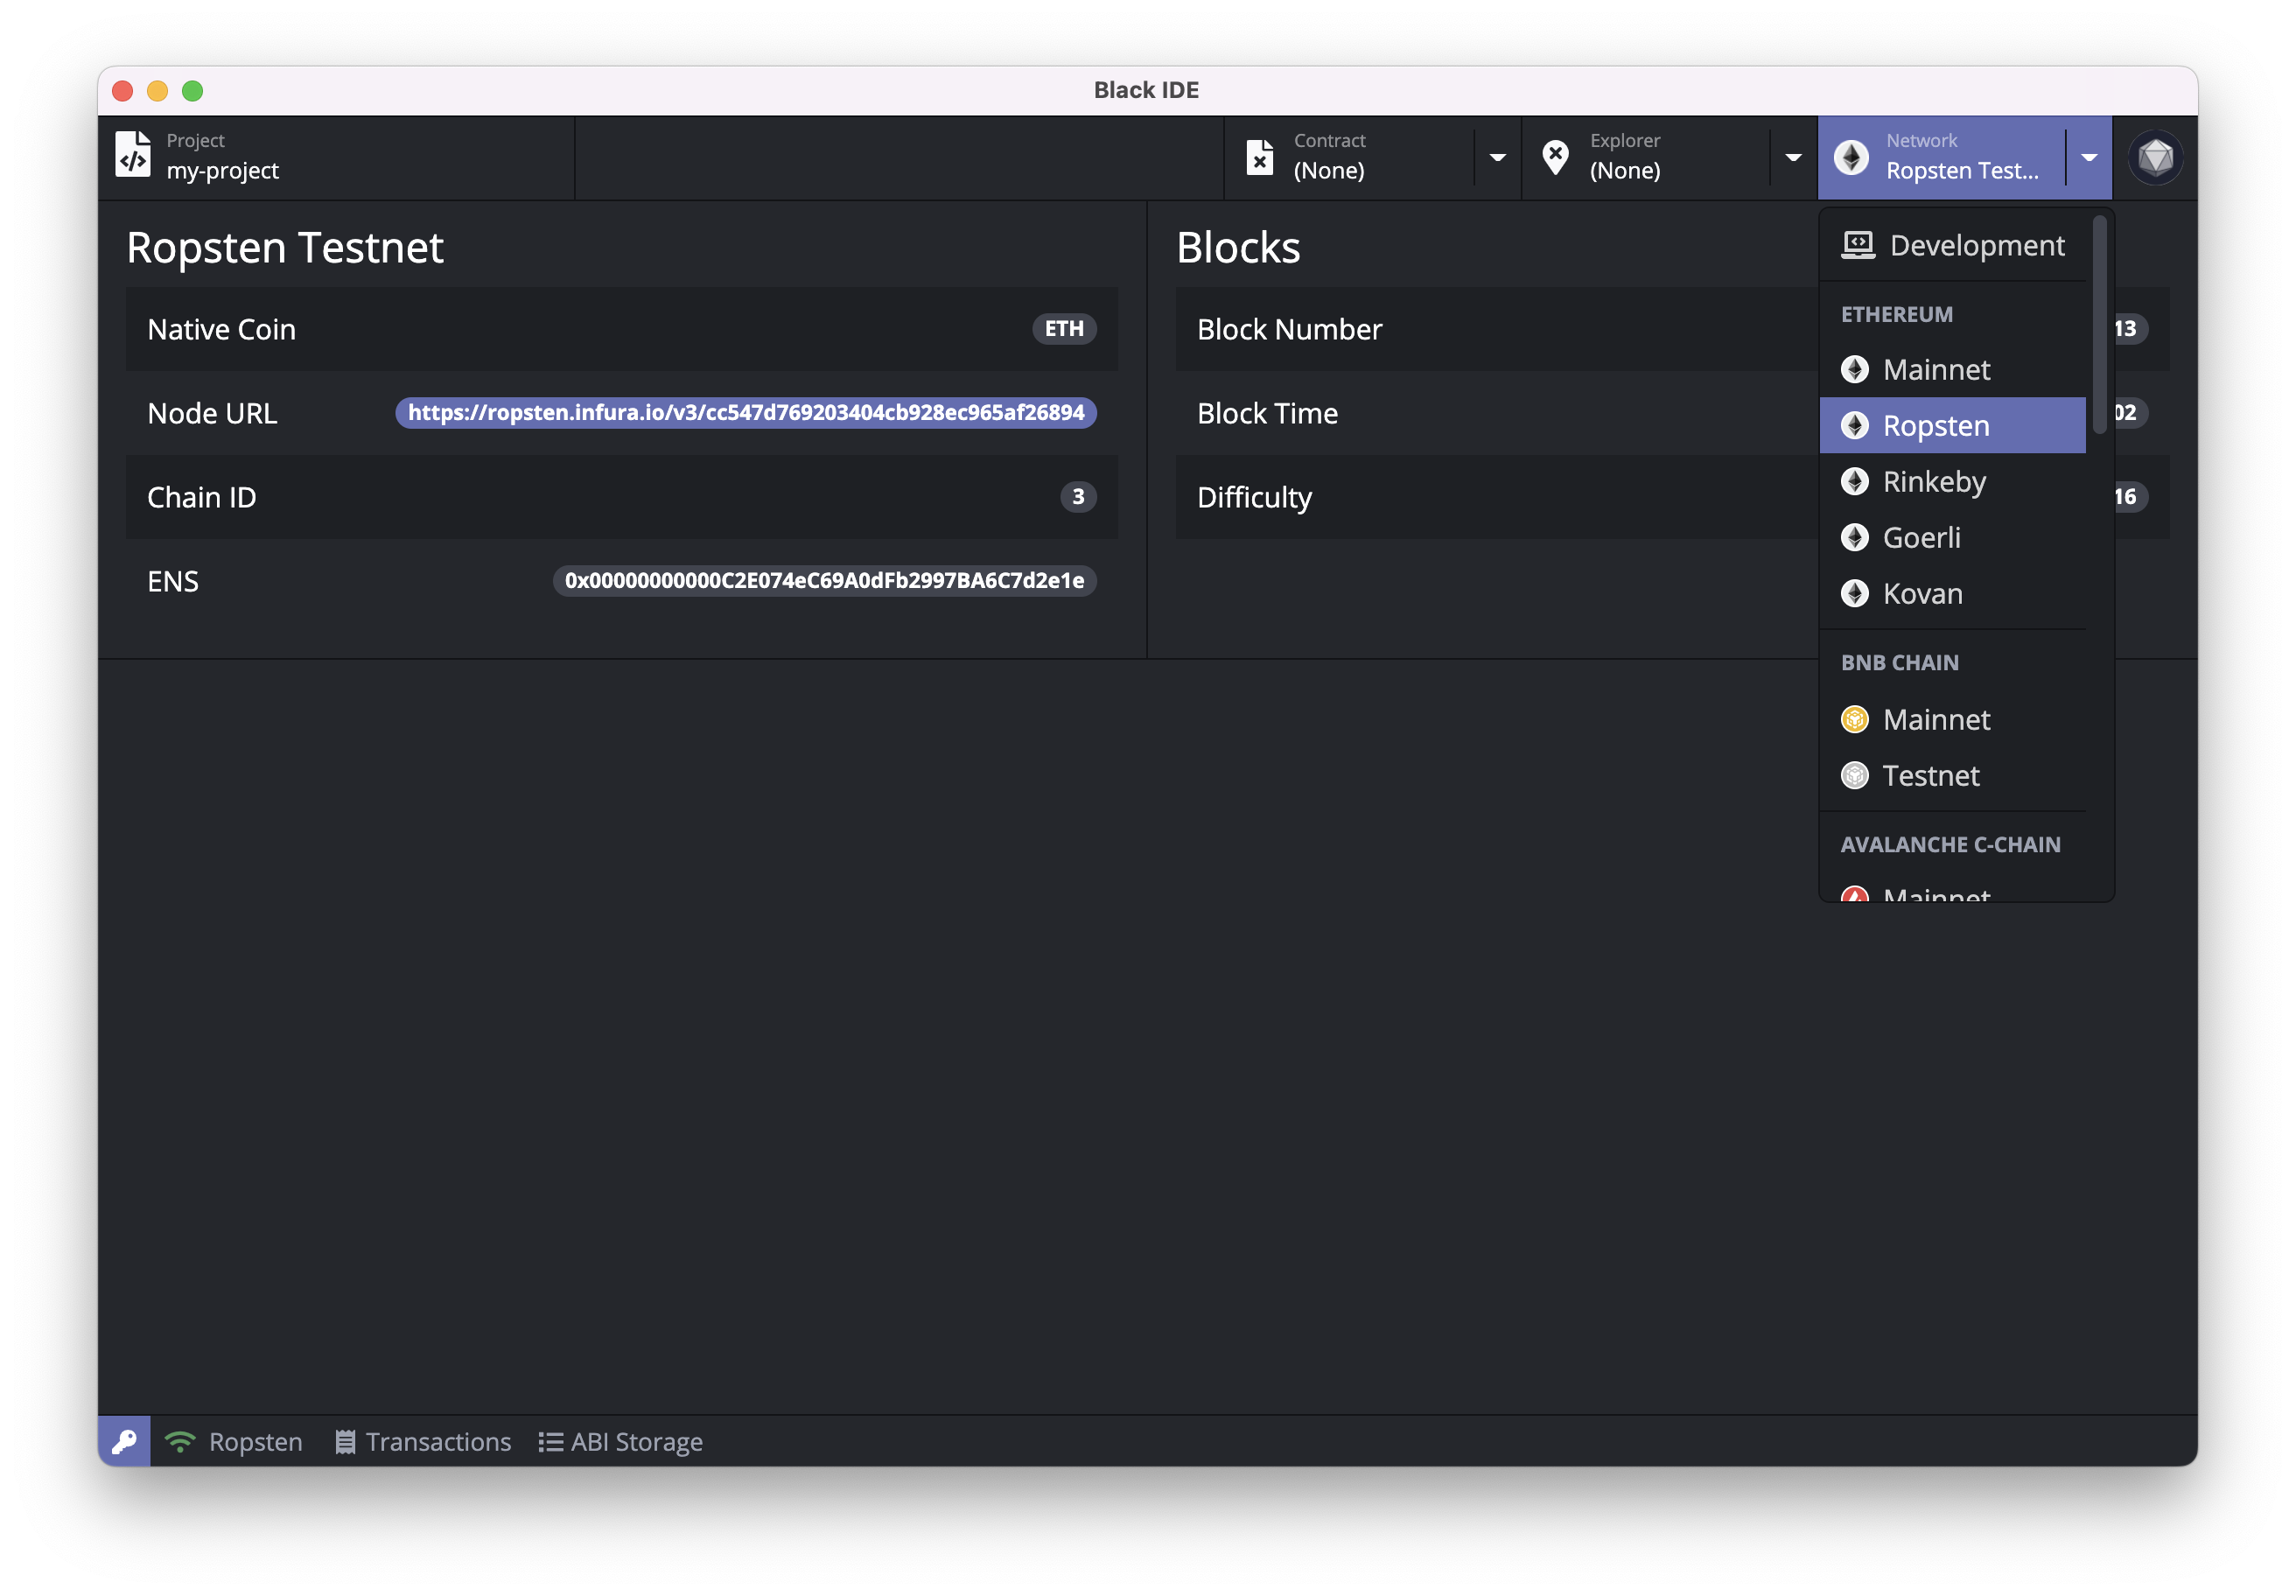 Black IDE
Project
my-project
Contract
(None)
Explorer
(None)
Network
Ropsten Test...
Ropsten Testnet
Native Coin ETH
Node URL https://ropsten.infura.io/v3/cc547d769203404cb928ec965af26894
Chain ID 3
ENS 0x00000000000C2E074eC69A0dFb2997BA6C7d2e1e
Blocks
Block Number 13
Block Time 02
Difficulty 16
Development
ETHEREUM
Mainnet
Ropsten
Rinkeby
Goerli
Kovan
BNB CHAIN
Mainnet
Testnet
AVALANCHE C-CHAIN
Mainnet
Ropsten
Transactions
ABI Storage